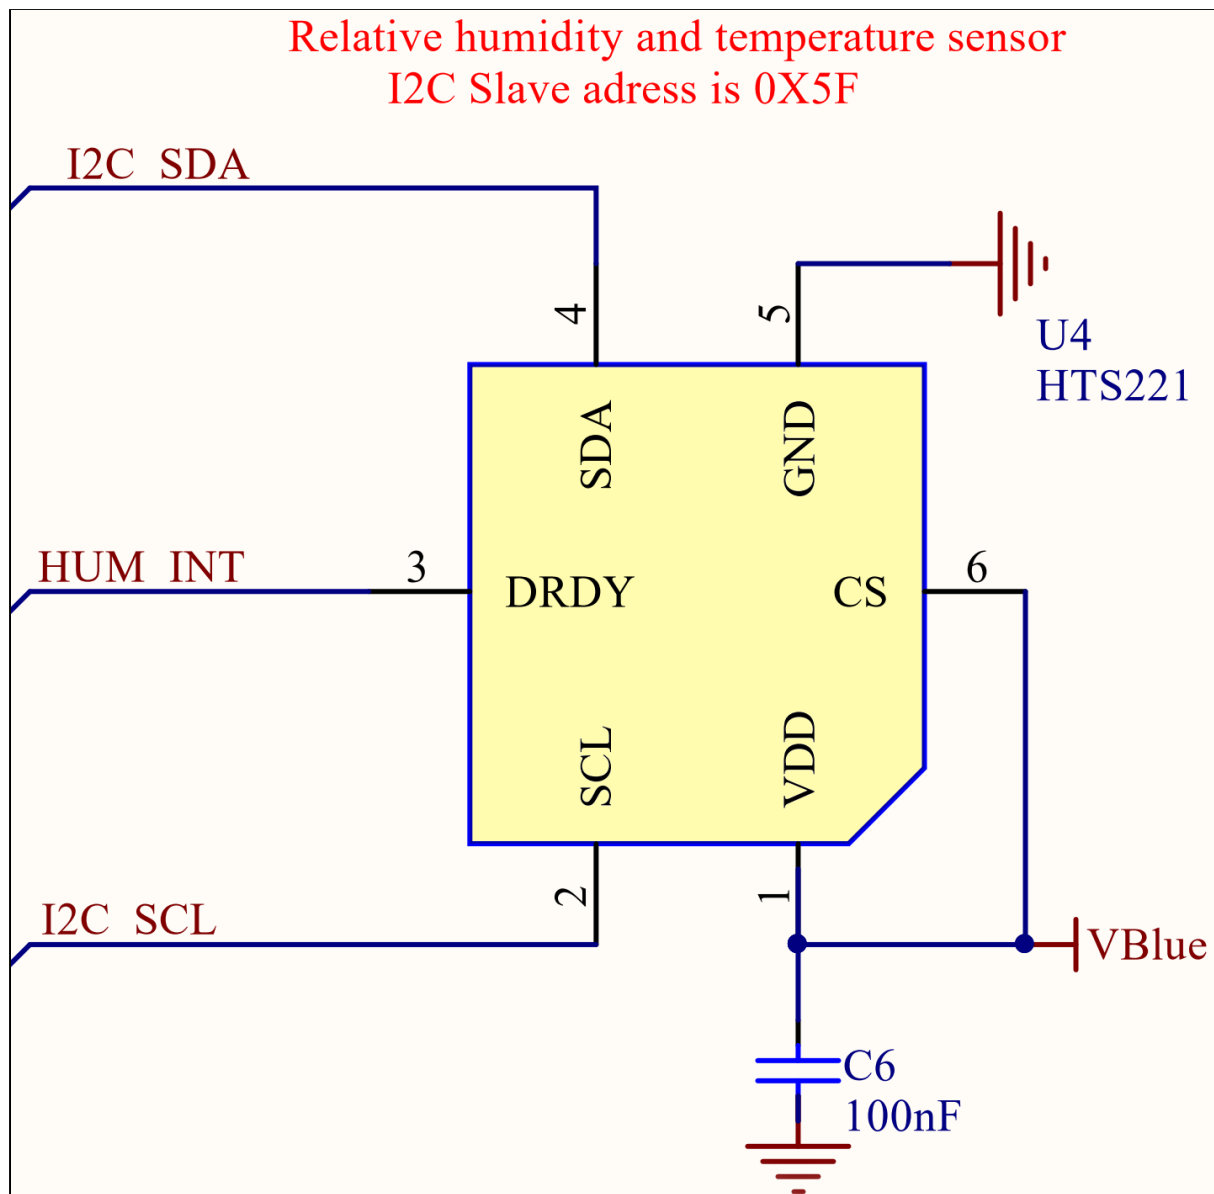 Relative humidity and temperature sensor
I2C Slave adress is 0X5F
I2C SDA
4
5
U4
HTS221
SDA
GND
HUM INT
3
DRDY
CS
6
SCL
VDD
2
1
I2C SCL
VBlue
C6
100nF